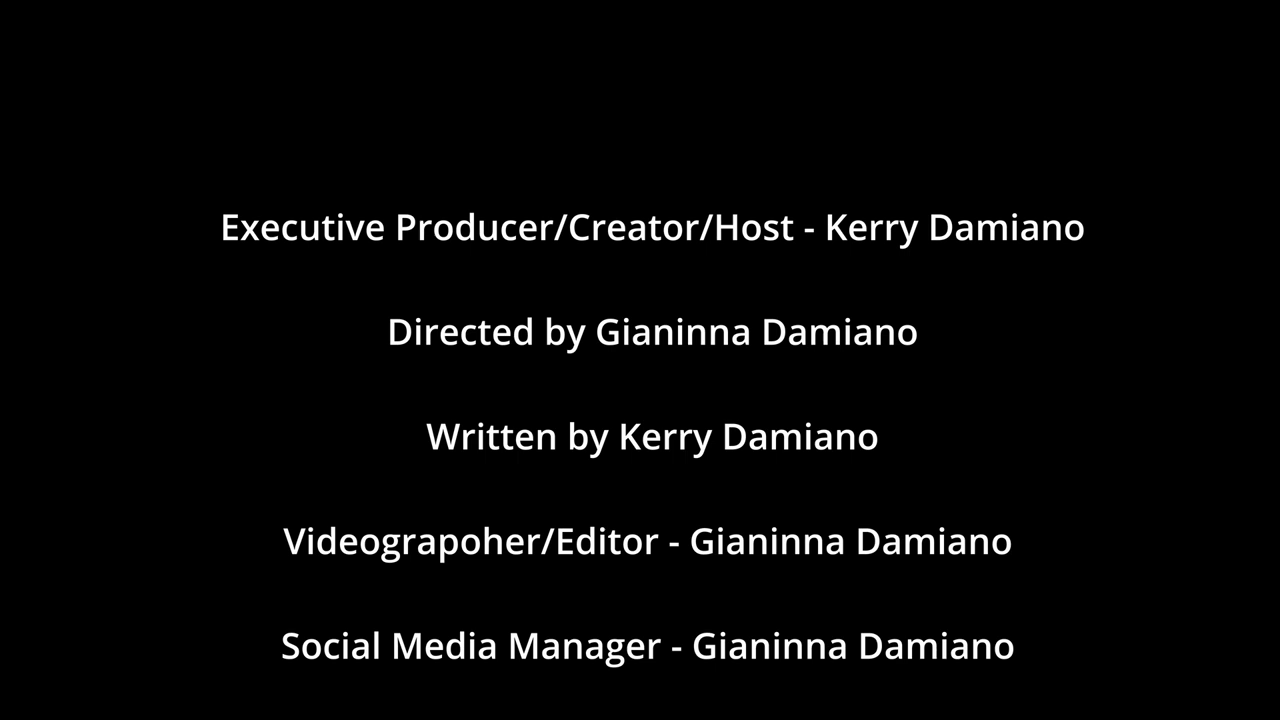 Executive Producer/Creator/Host - Kerry Damiano
Directed by Gianinna Damiano
Written by Kerry Damiano
Videograpoher/Editor - Gianinna Damiano
Social Media Manager - Gianinna Damiano